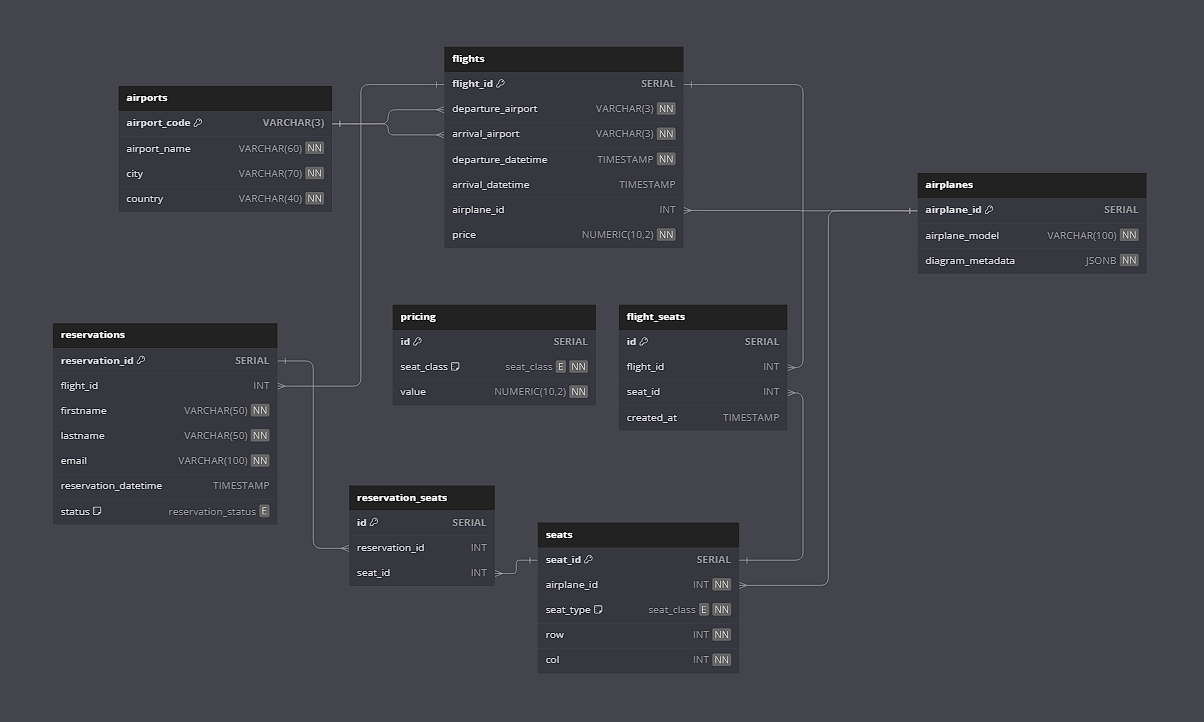 flights
flight_id SERIAL
departure_airport VARCHAR(3) NN
arrival_airport VARCHAR(3) NN
departure_datetime TIMESTAMP NN
arrival_datetime TIMESTAMP
airplane_id INT
price NUMERIC(10,2) NN
airports
airport_code VARCHAR(3)
airport_name VARCHAR(60) NN
city VARCHAR(70) NN
country VARCHAR(40) NN
airplanes
airplane_id SERIAL
airplane_model VARCHAR(100) NN
diagram_metadata JSONB NN
pricing
id SERIAL
seat_class seat_class E NN
value NUMERIC(10,2) NN
flight_seats
id SERIAL
flight_id INT
seat_id INT
created_at TIMESTAMP
reservations
reservation_id SERIAL
flight_id INT
firstname VARCHAR(50) NN
lastname VARCHAR(50) NN
email VARCHAR(100) NN
reservation_datetime TIMESTAMP
status reservation_status E
reservation_seats
id SERIAL
reservation_id INT
seat_id INT
seats
seat_id SERIAL
airplane_id INT NN
seat_type seat_class E NN
row INT NN
col INT NN